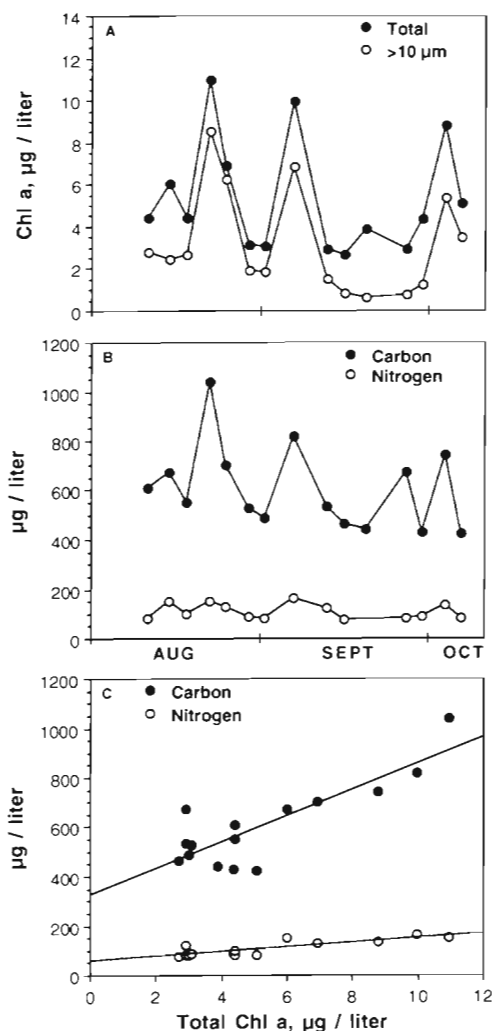 A
Total
>10 µm
14
12
10
8
6
4
2
0
Chl a, µg / liter
B
Carbon
Nitrogen
1200
1000
800
600
400
200
0
µg / liter
AUG SEPT OCT
C
Carbon
Nitrogen
1200
1000
800
600
400
200
0
µg / liter
0 2 4 6 8 10 12
Total Chl a, µg / liter